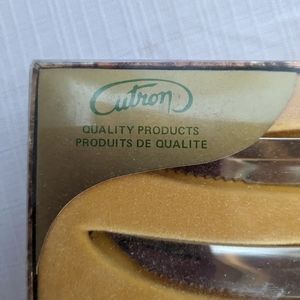 Cutron
QUALITY PRODUCTS
PRODUITS DE QUALITE